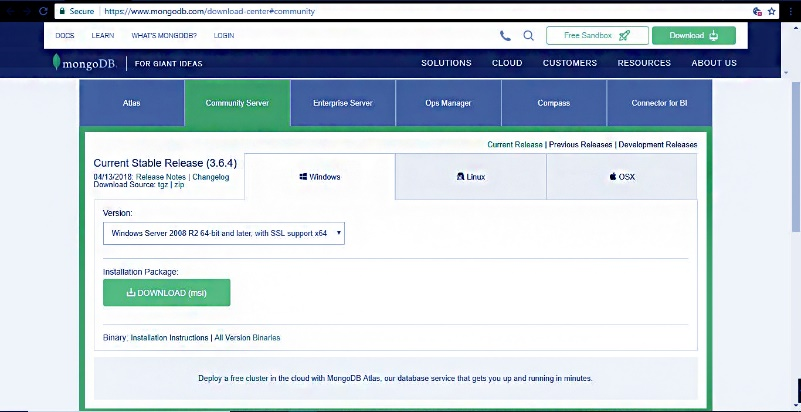 Secure | https://www.mongodb.com/download-center#community
DOCS LEARN WHAT'S MONGODB? LOGIN Free Sandbox Download
mongoDB. FOR GIANT IDEAS SOLUTIONS CLOUD CUSTOMERS RESOURCES ABOUT US
Atlas Community Server Enterprise Server Ops Manager Compass Connector for BI
Current Release | Previous Releases | Development Releases
Current Stable Release (3.6.4)
04/13/2018: Release Notes | Changelog
Download Source: tgz | zip
Windows Linux OSX
Version:
Windows Server 2008 R2 64-bit and later, with SSL support x64
Installation Package:
DOWNLOAD (msi)
Binary: Installation Instructions | All Version Binaries
Deploy a free cluster in the cloud with MongoDB Atlas, our database service that gets you up and running in minutes.